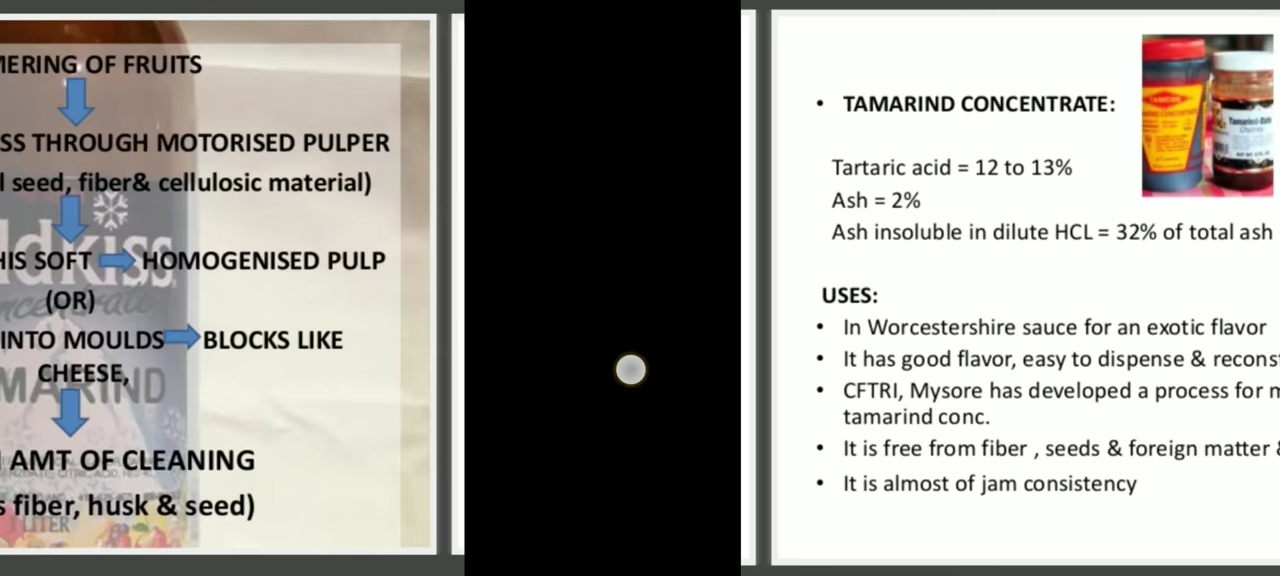 MERING OF FRUITS
SS THROUGH MOTORISED PULPER
l seed, fiber& cellulosic material)
HIS SOFT HOMOGENISED PULP
(OR)
INTO MOULDS BLOCKS LIKE
CHEESE,
AMT OF CLEANING
s fiber, husk & seed)
ldkiss
MARIND
LITER
• TAMARIND CONCENTRATE:
Tartaric acid = 12 to 13%
Ash = 2%
Ash insoluble in dilute HCL = 32% of total ash
USES:
• In Worcestershire sauce for an exotic flavor
• It has good flavor, easy to dispense & reconst
• CFTRI, Mysore has developed a process for m
tamarind conc.
• It is free from fiber , seeds & foreign matter &
• It is almost of jam consistency